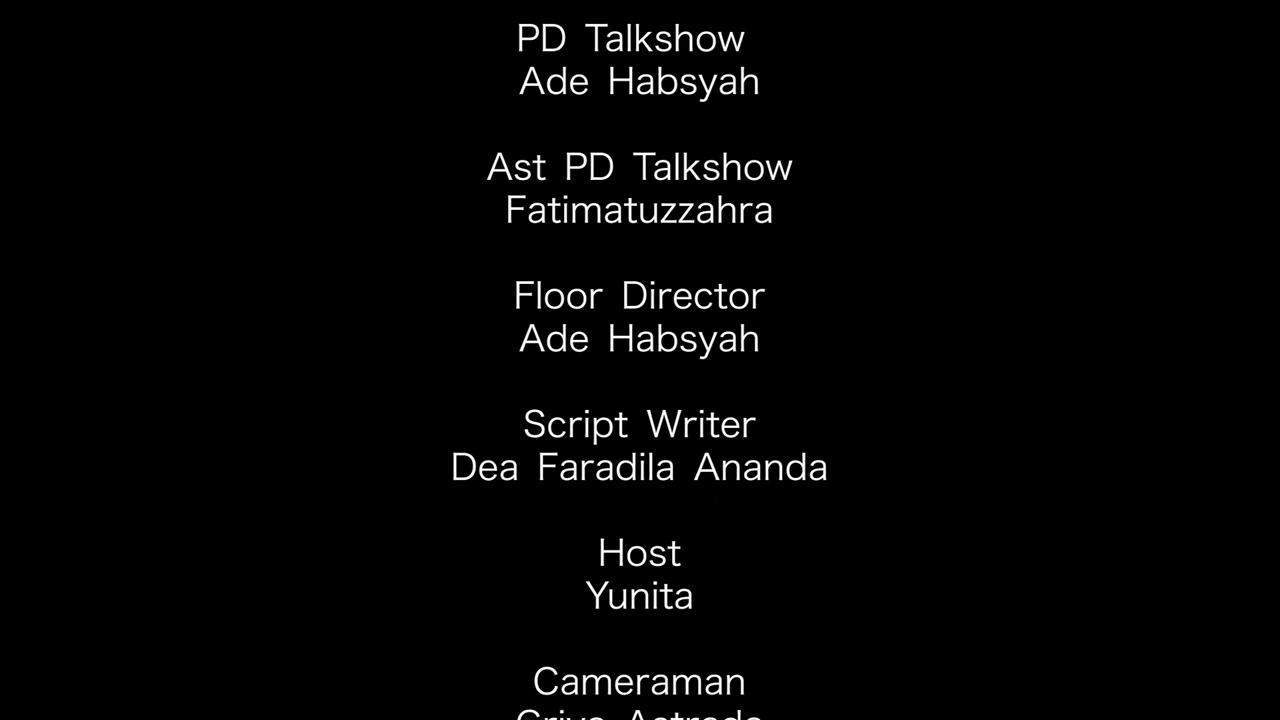 PD Talkshow
Ade Habsyah
Ast PD Talkshow
Fatimatuzzahra
Floor Director
Ade Habsyah
Script Writer
Dea Faradila Ananda
Host
Yunita
Cameraman